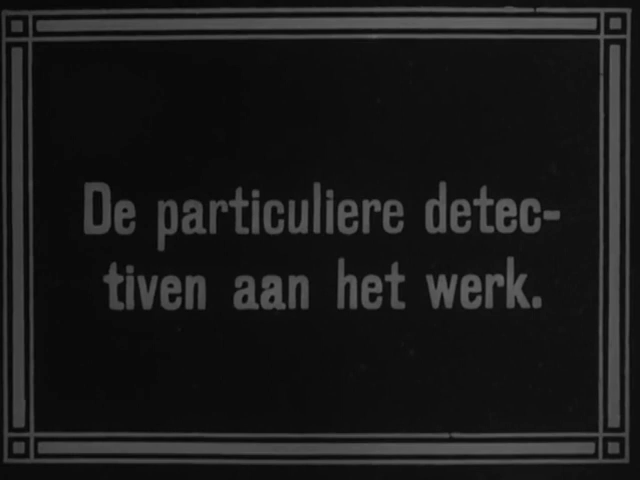 De particuliere detec-
tiven aan het werk.